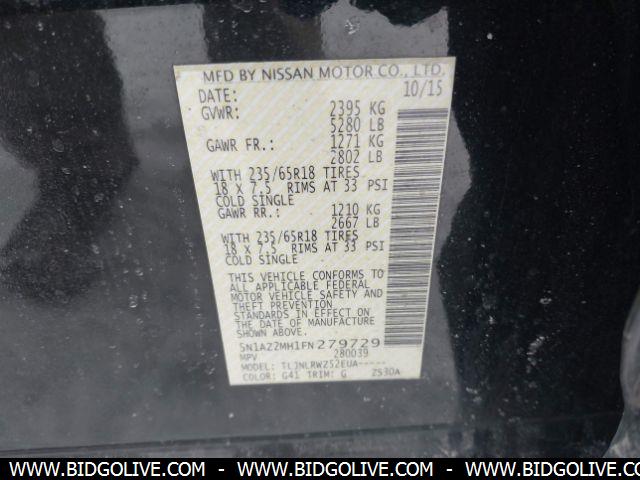 MFD BY NISSAN MOTOR CO., LTD.
DATE: 10/15
GVWR: 2395 KG
5280 LB
GAWR FR.: 1271 KG
2802 LB
WITH 235/65R18 TIRES
18 X 7.5 RIMS AT 33 PSI
COLD SINGLE
GAWR RR.: 1210 KG
2667 LB
WITH 235/65R18 TIRES
18 X 7.5 RIMS AT 33 PSI
COLD SINGLE
THIS VEHICLE CONFORMS TO
ALL APPLICABLE FEDERAL
MOTOR VEHICLE SAFETY AND
THEFT PREVENTION
STANDARDS IN EFFECT ON
THE DATE OF MANUFACTURE
SHOWN ABOVE.
5N1AZ2MH1FN279729
MPV 280039
MODEL: TLJNLRWZ52EUA-----
COLOR: G41 TRIM: G Z530A
WWW.BIDGOLIVE.COM - WWW.BIDGOLIVE.COM - WWW.BIDGOLIVE.COM